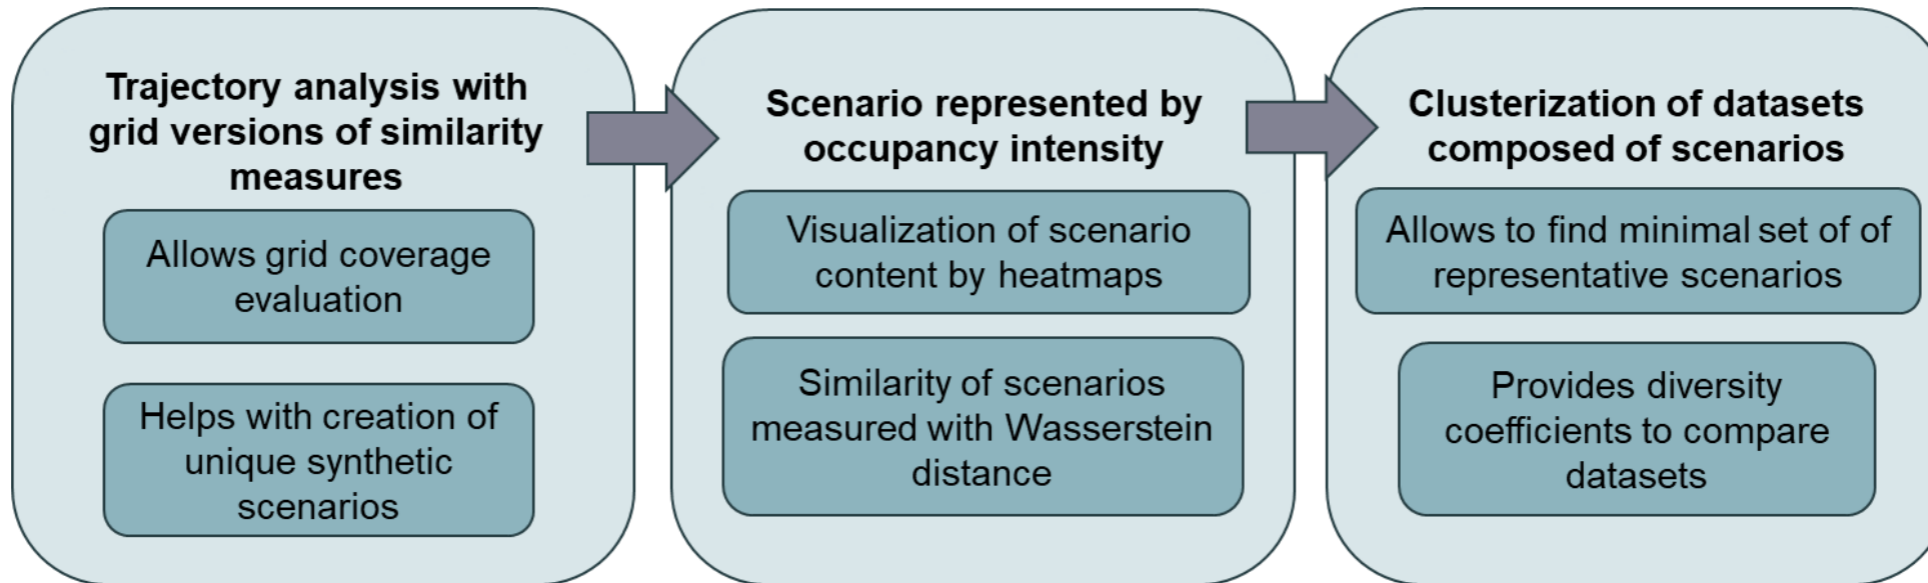 Trajectory analysis with
grid versions of similarity
measures
Allows grid coverage
evaluation
Helps with creation of
unique synthetic
scenarios
Scenario represented by
occupancy intensity
Visualization of scenario
content by heatmaps
Similarity of scenarios
measured with Wasserstein
distance
Clusterization of datasets
composed of scenarios
Allows to find minimal set of of
representative scenarios
Provides diversity
coefficients to compare
datasets